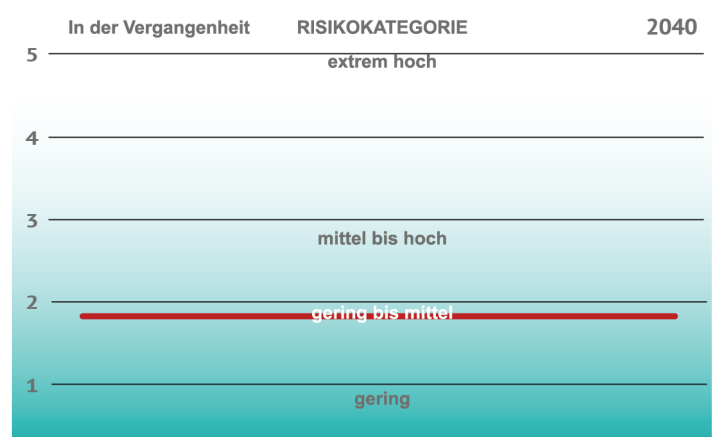 In der Vergangenheit RISIKOKATEGORIE 2040
5
extrem hoch
4
3
mittel bis hoch
2
gering bis mittel
1
gering